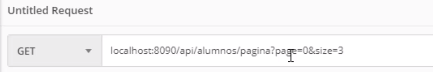 Untitled Request
GET localhost:8090/api/alumnos/pagina?page=0&size=3